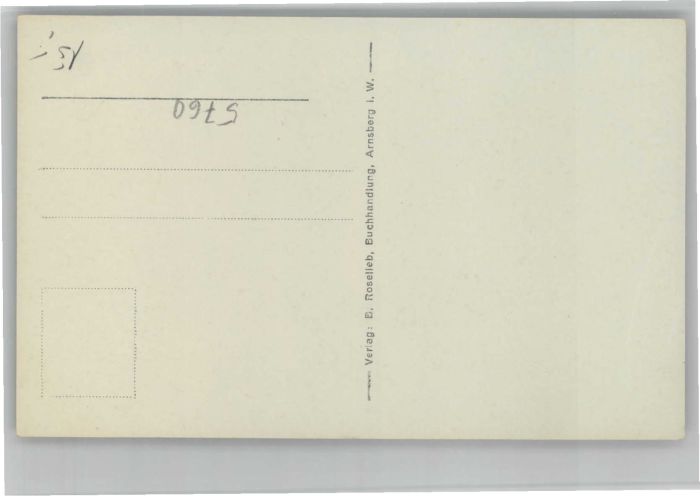 15,-
5760
Verlag: E. Roselieb, Buchhandlung, Arnsberg i. W.